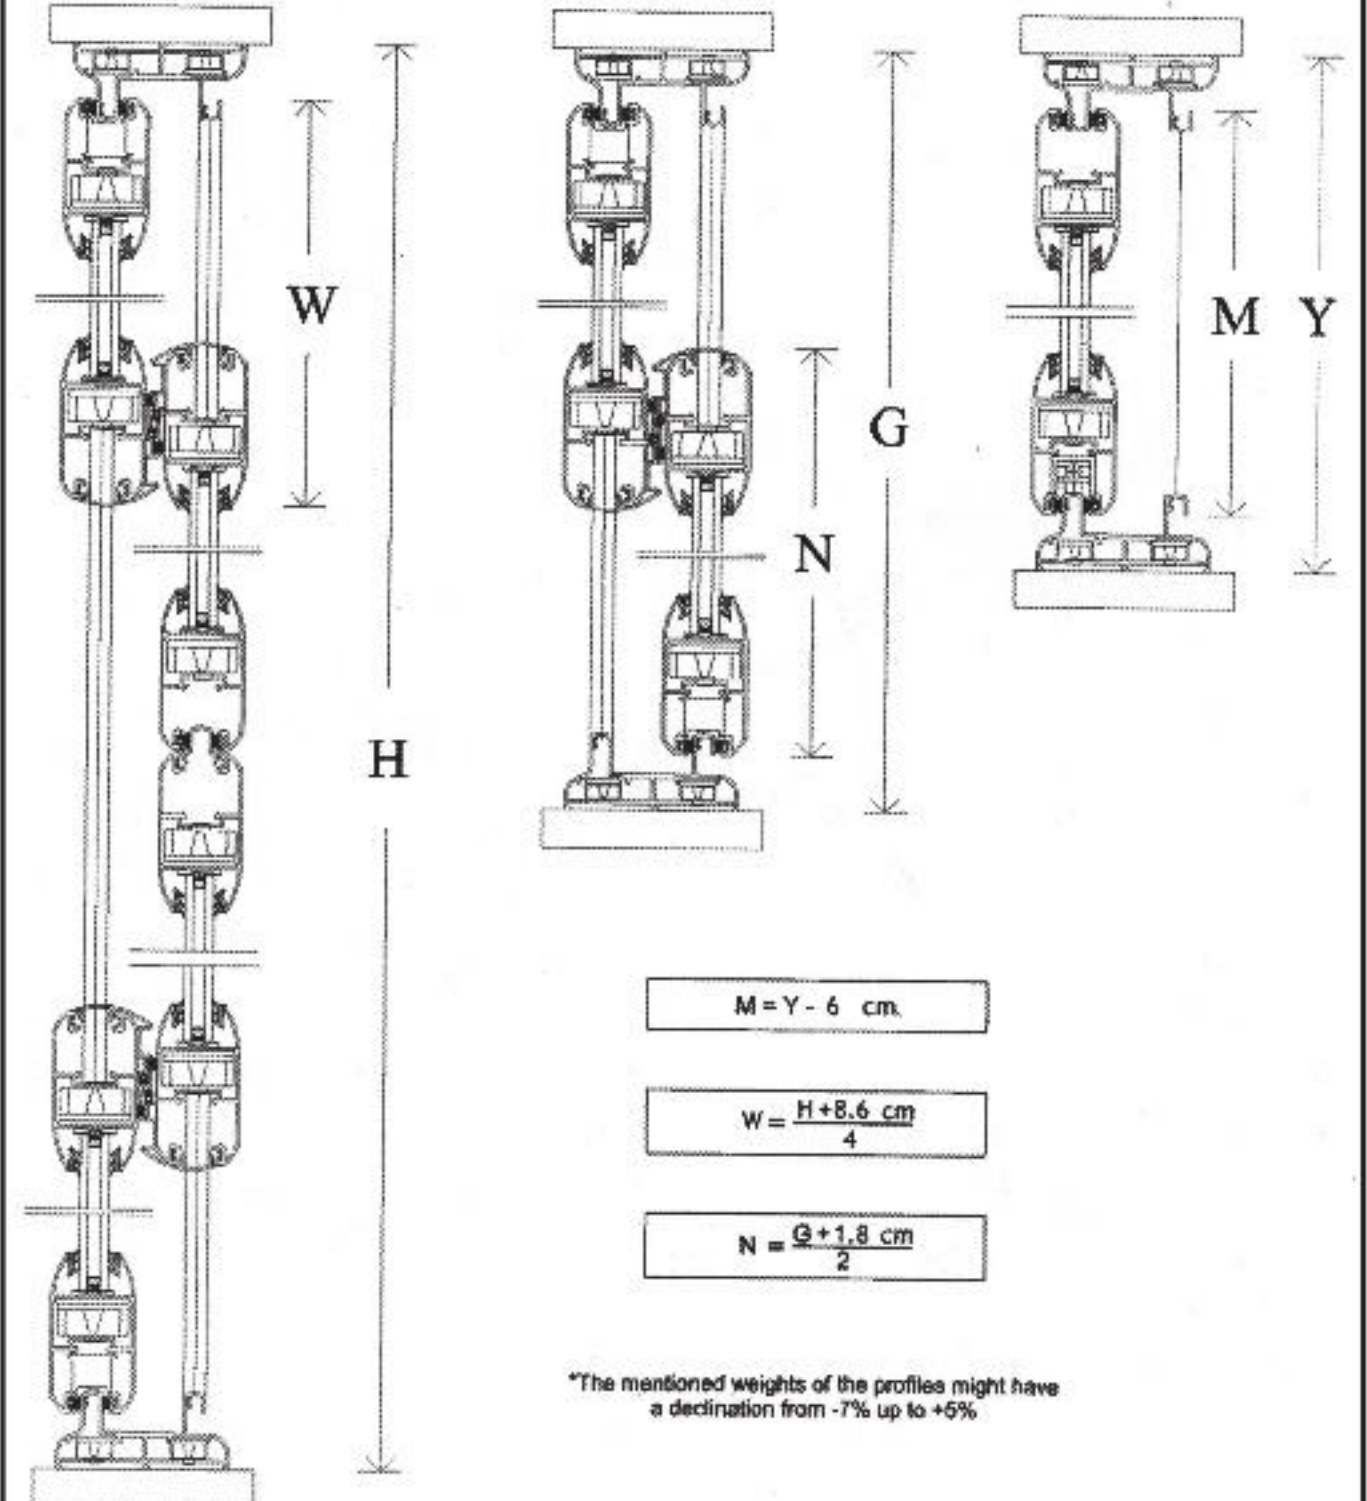 W
H
G
N
M
Y
M = Y - 6 cm.
W = H+8.6 cm
4
N = G+1.8 cm
2
*The mentioned weights of the profiles might have
a declination from -7% up to +5%